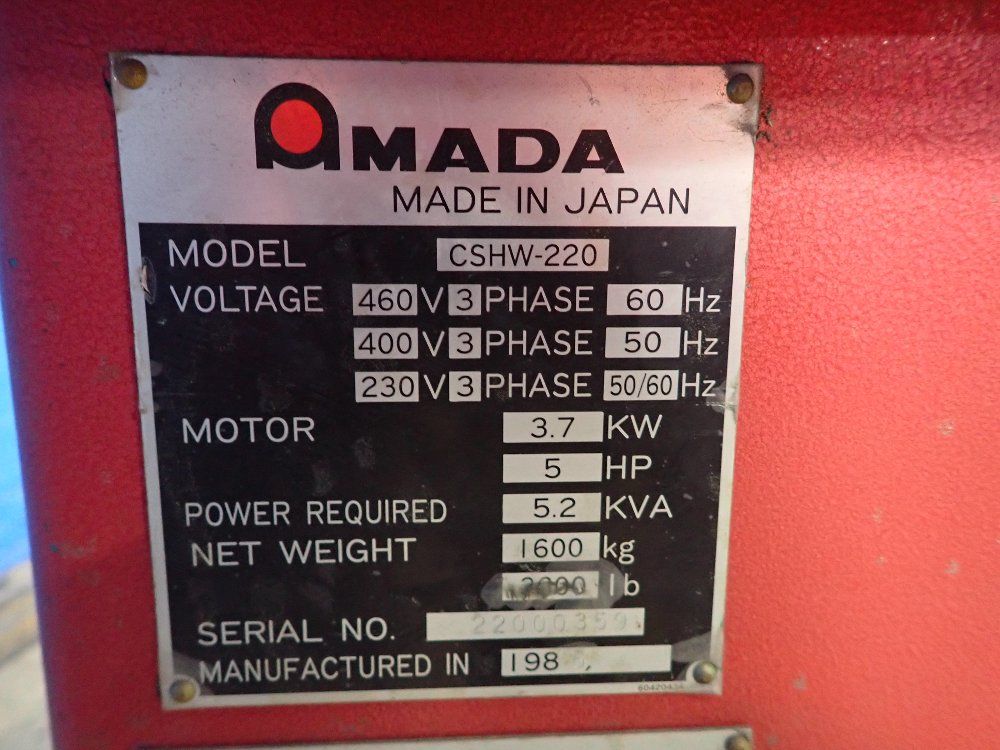 AMADA
MADE IN JAPAN
MODEL CSHW-220
VOLTAGE 460 V 3 PHASE 60 Hz
400 V 3 PHASE 50 Hz
230 V 3 PHASE 50/60 Hz
MOTOR 3.7 KW
5 HP
POWER REQUIRED 5.2 KVA
NET WEIGHT 1600 kg
lb
SERIAL NO. 22000359
MANUFACTURED IN